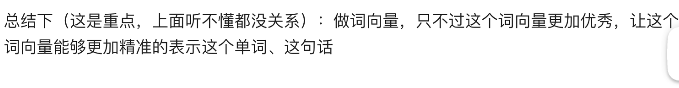 总结下（这是重点，上面听不懂都没关系）：做词向量，只不过这个词向量更加优秀，让这个
词向量能够更加精准的表示这个单词、这句话